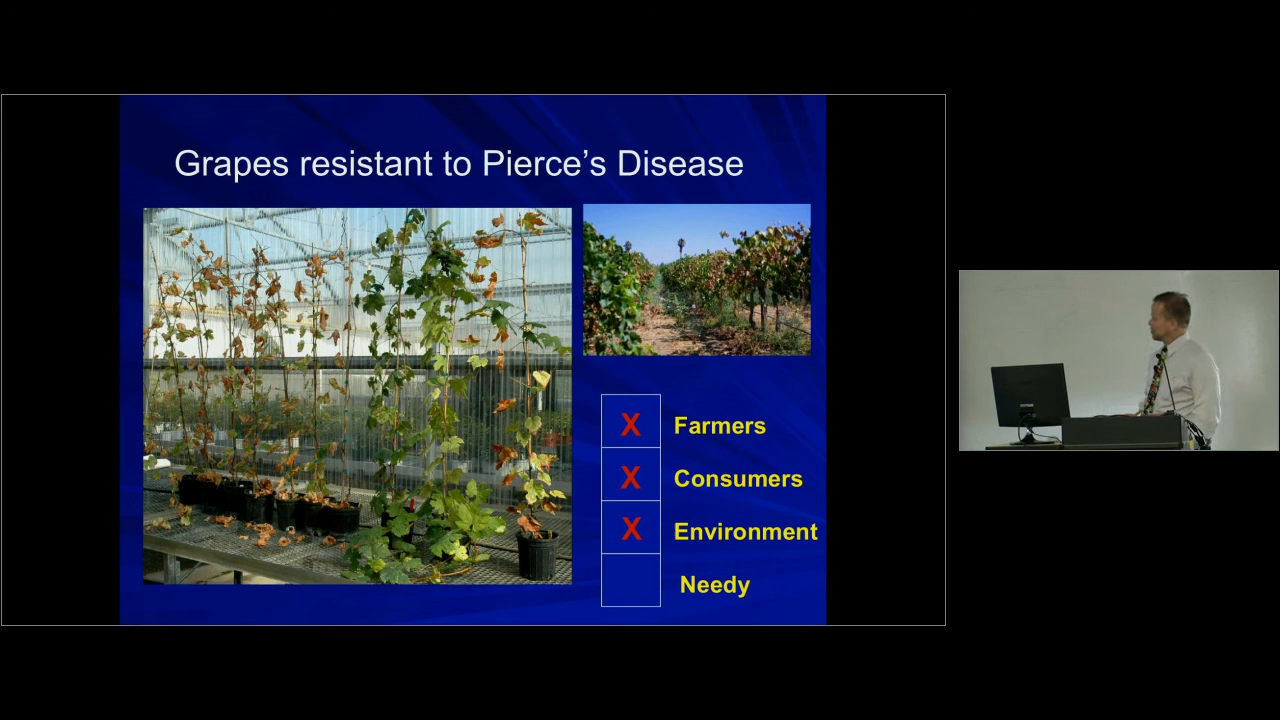 Grapes resistant to Pierce’s Disease
X Farmers
X Consumers
X Environment
Needy